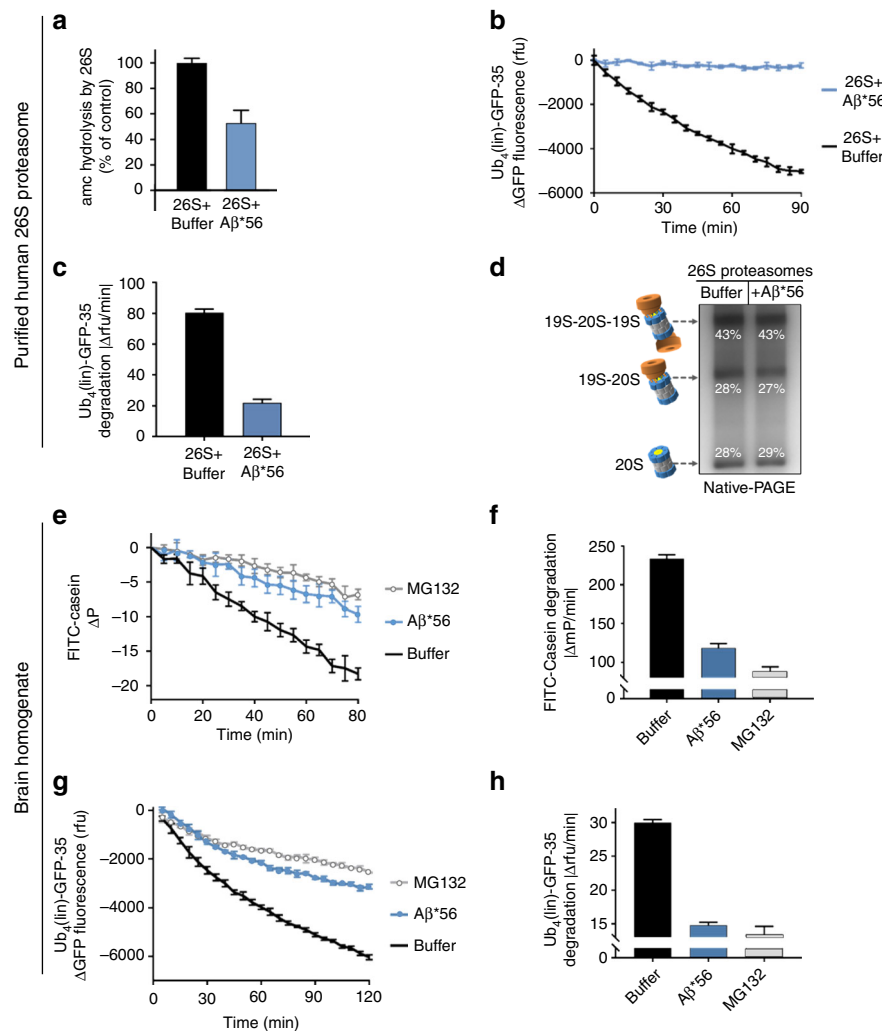 Purified human 26S proteasome
a
amc hydrolysis by 26S
(% of control)
120
100
80
60
40
20
0
26S+
Buffer
26S+
Aβ*56
b
Ub4(lin)-GFP-35
ΔGFP fluorescence (rfu)
0
–2000
–4000
–6000
0
30
60
90
Time (min)
26S+
Aβ*56
26S+
Buffer
c
Ub4(lin)-GFP-35
degradation |Δrfu/min|
100
80
60
40
20
0
26S+
Buffer
26S+
Aβ*56
d
26S proteasomes
Buffer
+Aβ*56
19S-20S-19S
43%
43%
19S-20S
28%
27%
20S
28%
29%
Native-PAGE
Brain homogenate
e
FITC-casein
ΔP
0
–5
–10
–15
–20
0
20
40
60
80
Time (min)
MG132
Aβ*56
Buffer
f
FITC-Casein degradation
|ΔmP/min|
250
200
150
100
0
Buffer
Aβ*56
MG132
g
Ub4(lin)-GFP-35
ΔGFP fluorescence (rfu)
0
–2000
–4000
–6000
0
30
60
90
120
Time (min)
MG132
Aβ*56
Buffer
h
Ub4(lin)-GFP-35
degradation |Δrfu/min|
30
25
15
0
Buffer
Aβ*56
MG132